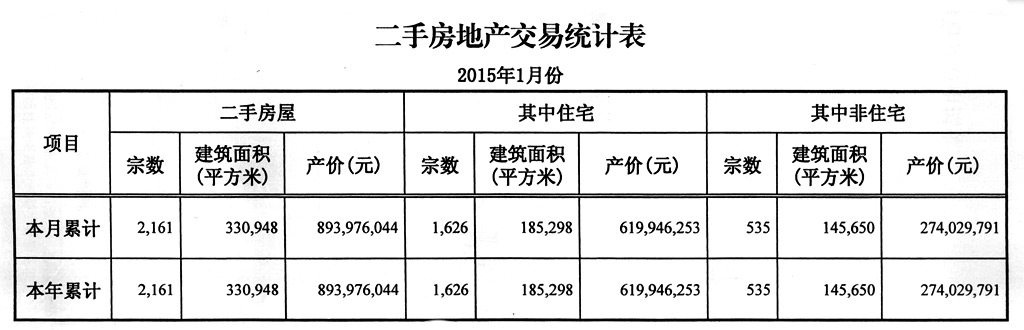 二手房地产交易统计表
2015年1月份
项目 二手房屋 其中住宅 其中非住宅
宗数 建筑面积(平方米) 产价(元) 宗数 建筑面积(平方米) 产价(元) 宗数 建筑面积(平方米) 产价(元)
本月累计 2,161 330,948 893,976,044 1,626 185,298 619,946,253 535 145,650 274,029,791
本年累计 2,161 330,948 893,976,044 1,626 185,298 619,946,253 535 145,650 274,029,791